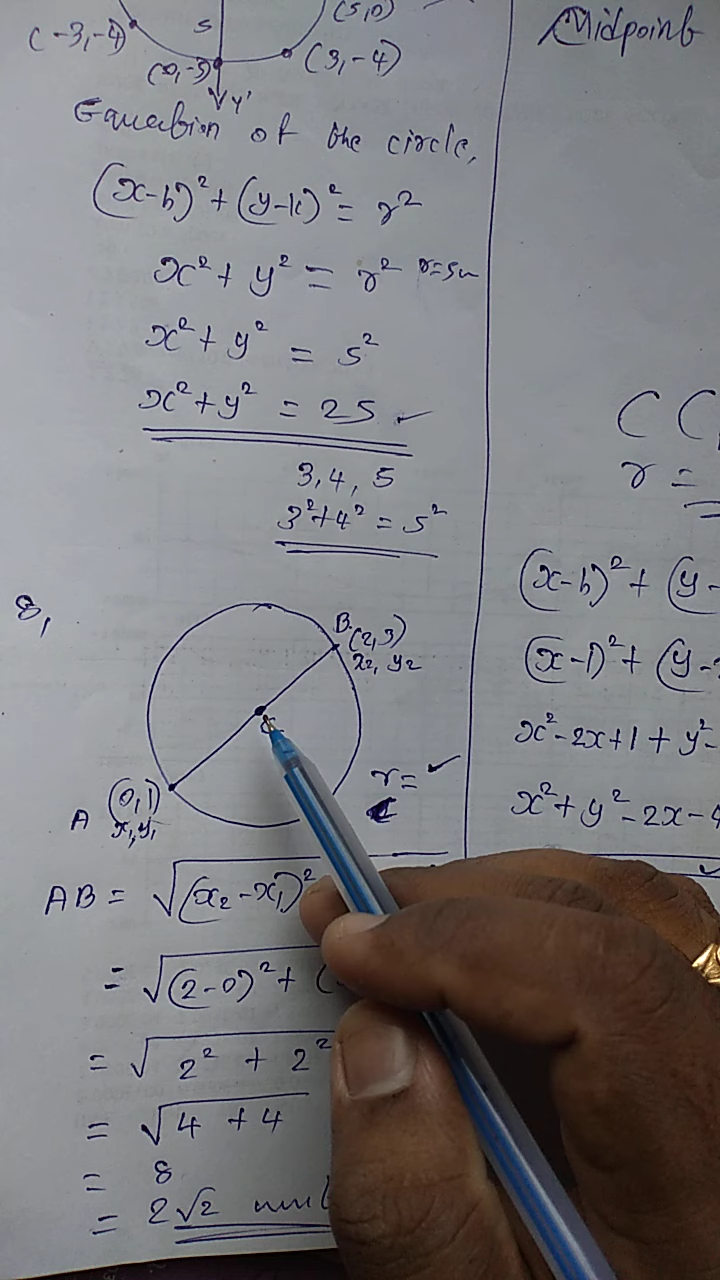 (5,0)
(-3,-4) 5
(0,-5) (3,-4)
y'
Equation of the circle,
(x-h)² + (y-k)² = r²
x² + y² = r²
x² + y² = 5²
x² + y² = 25
3, 4, 5
3²+4² = 5²
8,
B (2,3)
x₂, y₂
C
r=
A (0,1)
x₁, y₁
AB = √(x₂-x₁)²
= √(2-0)² + (
= √ 2² + 2²
= √4 + 4
= 8
= 2√2
Midpoint
C (
r =
(x-h)² + (y-
(x-1)² + (y-
x²-2x+1 + y²-
x²+y²-2x-4